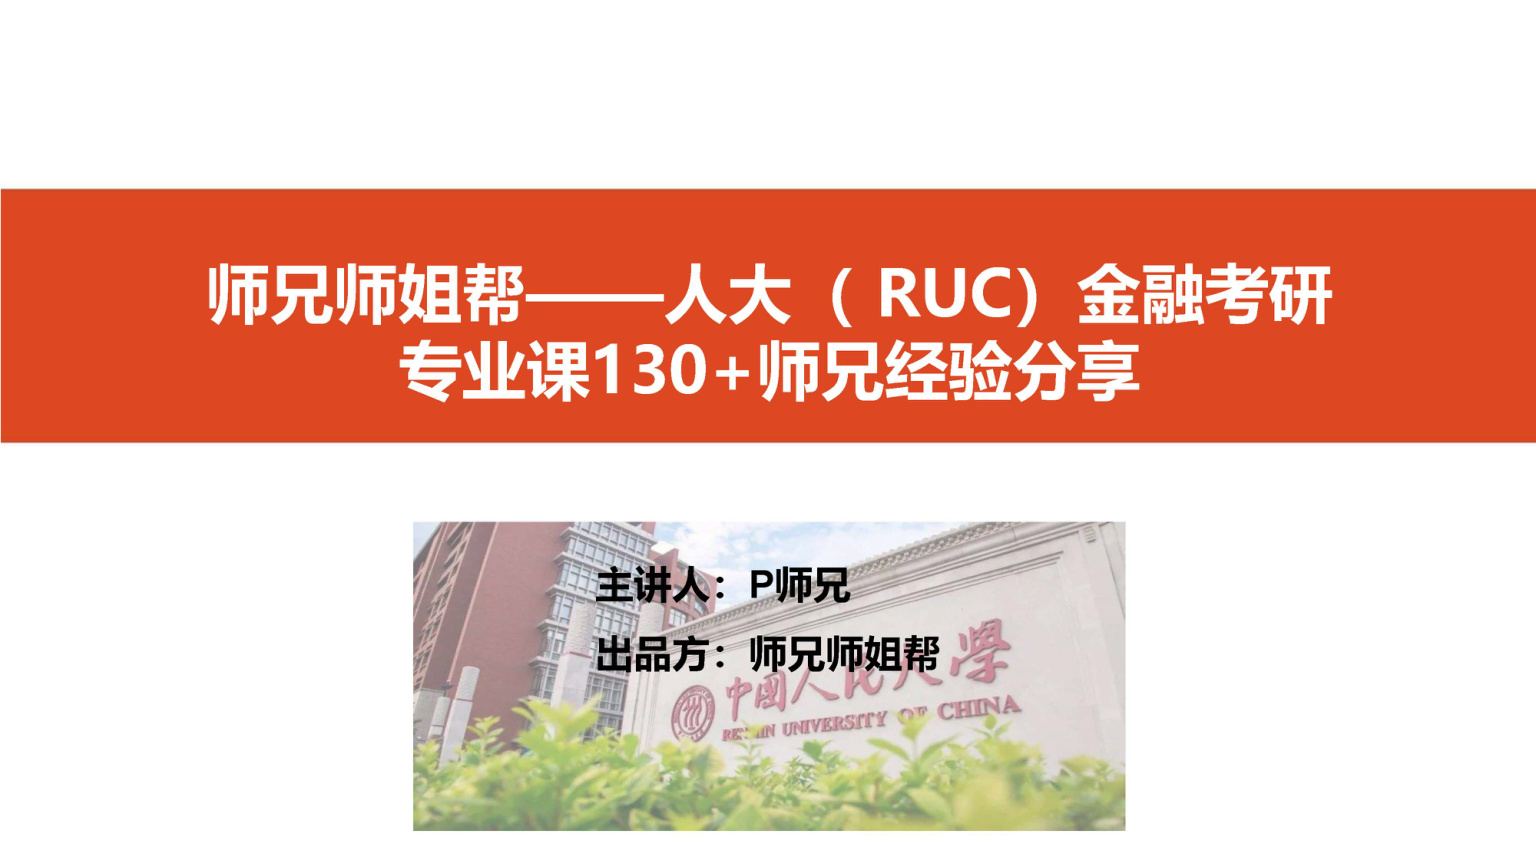 师兄师姐帮——人大（ RUC）金融考研
专业课130+师兄经验分享
主讲人：P师兄
出品方：师兄师姐帮
中國人民大學
RENMIN UNIVERSITY OF CHINA